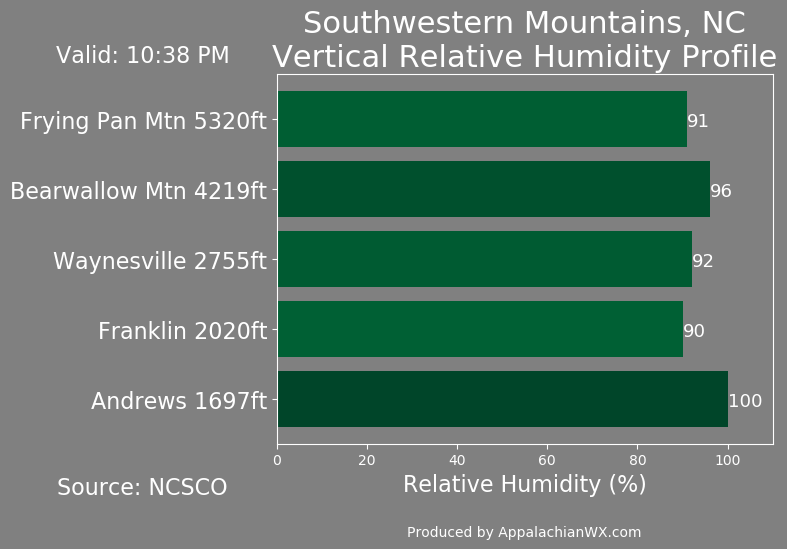 Southwestern Mountains, NC
Vertical Relative Humidity Profile
Valid: 10:38 PM
Frying Pan Mtn 5320ft 91
Bearwallow Mtn 4219ft 96
Waynesville 2755ft 92
Franklin 2020ft 90
Andrews 1697ft 100
0 20 40 60 80 100
Relative Humidity (%)
Source: NCSCO
Produced by AppalachianWX.com